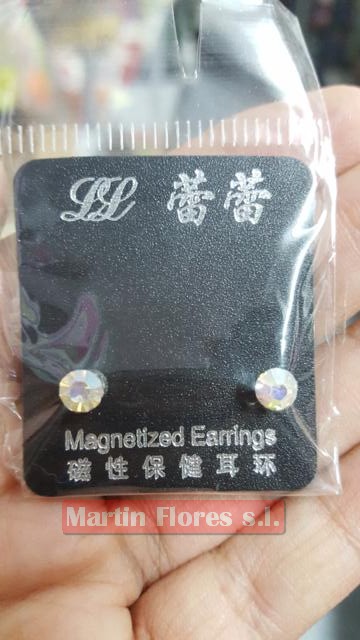 LL 蕾蕾
Magnetized Earrings
磁性保健耳环
Martin Flores s.l.